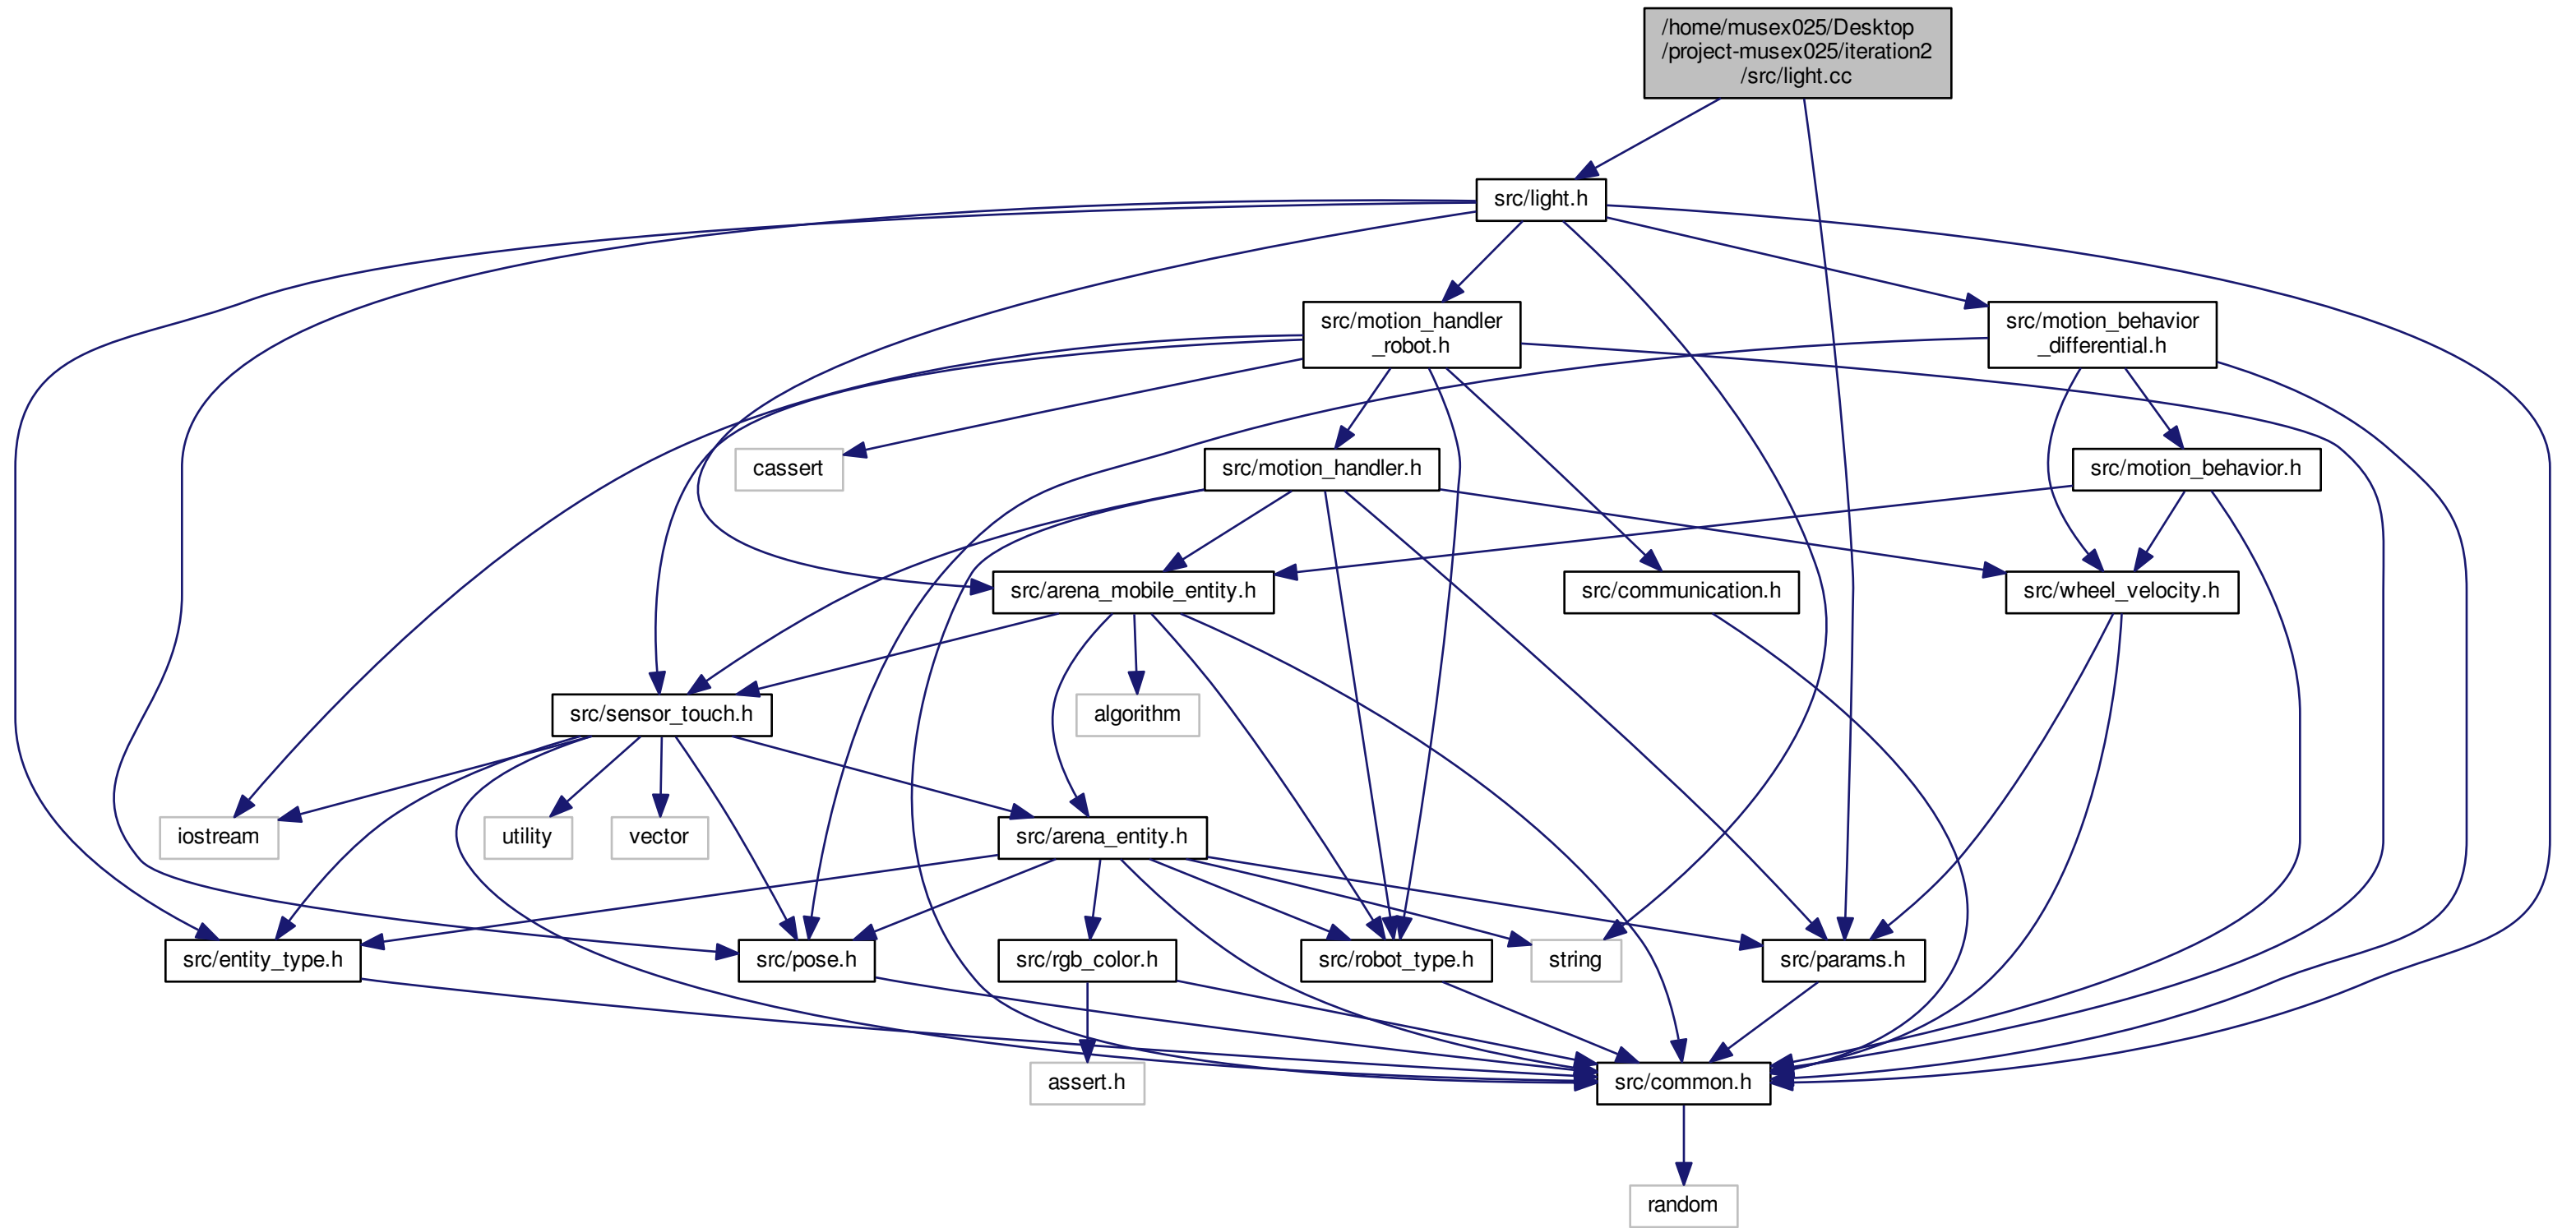 /home/musex025/Desktop
/project-musex025/iteration2
/src/light.cc
src/light.h
src/motion_handler
_robot.h
src/motion_behavior
_differential.h
cassert
src/motion_handler.h
src/motion_behavior.h
src/arena_mobile_entity.h
src/communication.h
src/wheel_velocity.h
src/sensor_touch.h
algorithm
iostream
utility
vector
src/arena_entity.h
src/entity_type.h
src/pose.h
src/rgb_color.h
src/robot_type.h
string
src/params.h
assert.h
src/common.h
random